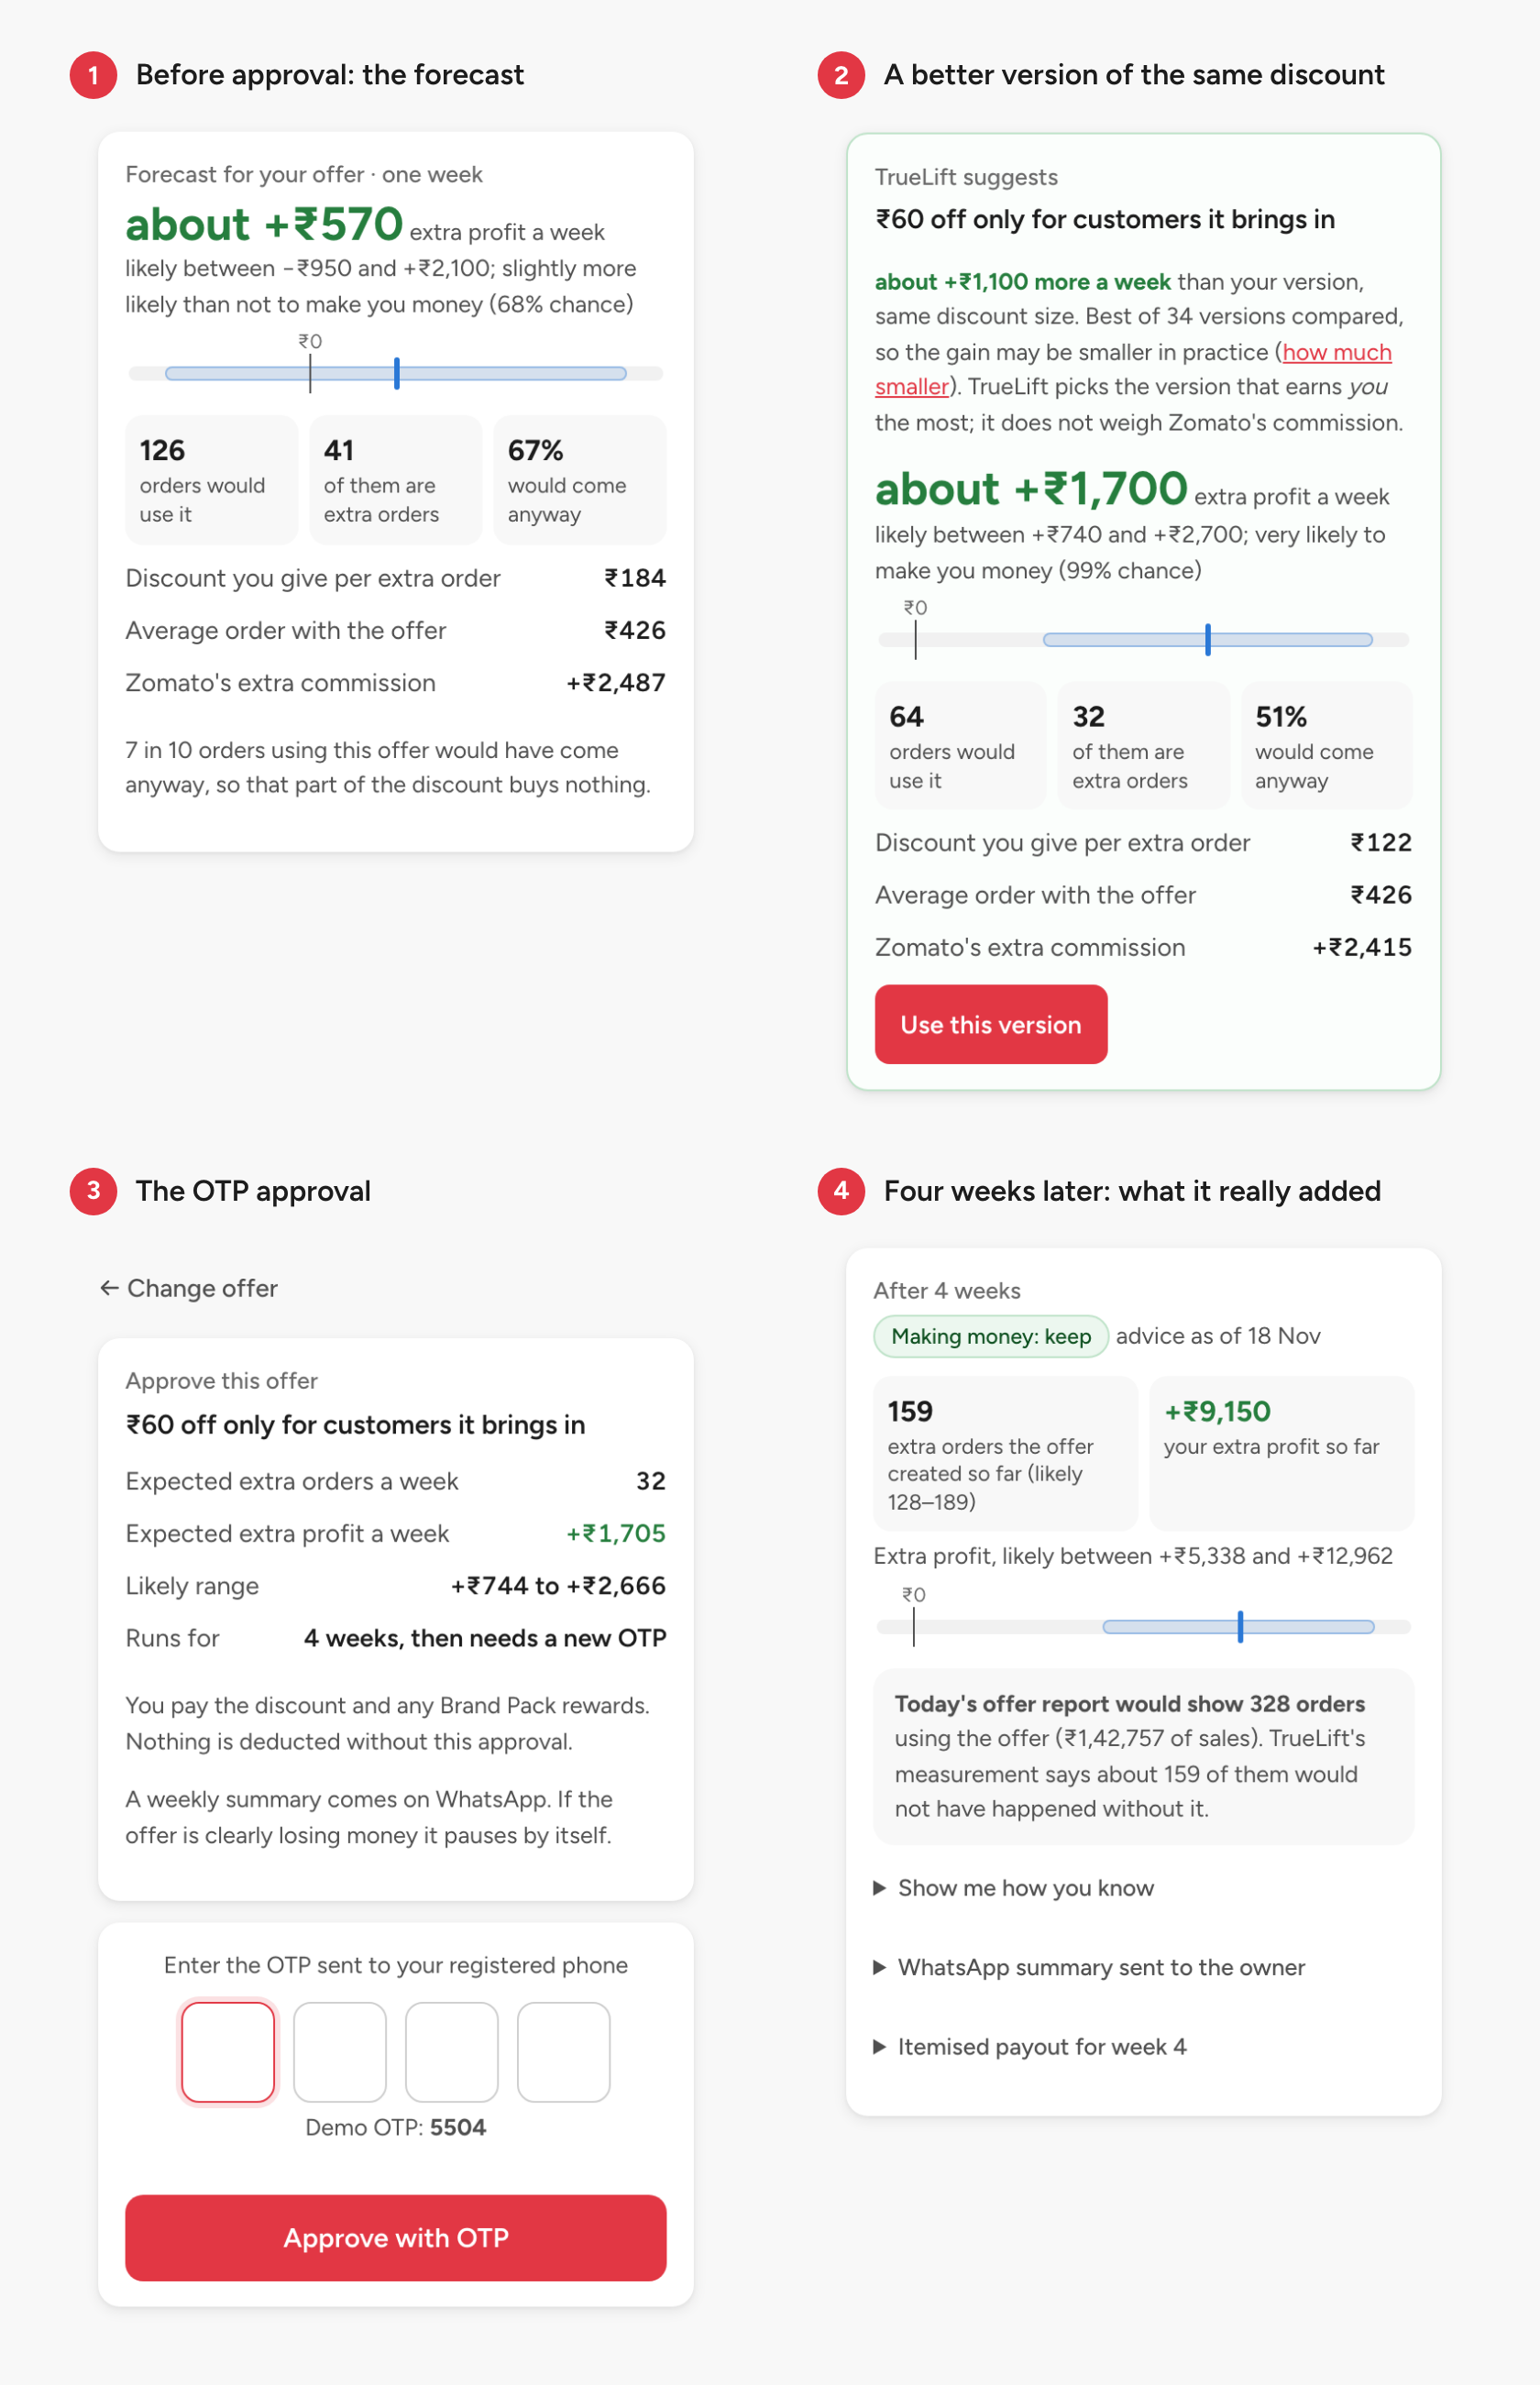 1 Before approval: the forecast
Forecast for your offer · one week
about +₹570 extra profit a week
likely between −₹950 and +₹2,100; slightly more
likely than not to make you money (68% chance)
₹0
126
orders would
use it
41
of them are
extra orders
67%
would come
anyway
Discount you give per extra order ₹184
Average order with the offer ₹426
Zomato's extra commission +₹2,487
7 in 10 orders using this offer would have come
anyway, so that part of the discount buys nothing.
2 A better version of the same discount
TrueLift suggests
₹60 off only for customers it brings in
about +₹1,100 more a week than your version,
same discount size. Best of 34 versions compared,
so the gain may be smaller in practice (how much
smaller). TrueLift picks the version that earns you
the most; it does not weigh Zomato's commission.
about +₹1,700 extra profit a week
likely between +₹740 and +₹2,700; very likely to
make you money (99% chance)
₹0
64
orders would
use it
32
of them are
extra orders
51%
would come
anyway
Discount you give per extra order ₹122
Average order with the offer ₹426
Zomato's extra commission +₹2,415
Use this version
3 The OTP approval
← Change offer
Approve this offer
₹60 off only for customers it brings in
Expected extra orders a week 32
Expected extra profit a week +₹1,705
Likely range +₹744 to +₹2,666
Runs for 4 weeks, then needs a new OTP
You pay the discount and any Brand Pack rewards.
Nothing is deducted without this approval.
A weekly summary comes on WhatsApp. If the
offer is clearly losing money it pauses by itself.
Enter the OTP sent to your registered phone
Demo OTP: 5504
Approve with OTP
4 Four weeks later: what it really added
After 4 weeks
Making money: keep advice as of 18 Nov
159
extra orders the offer
created so far (likely
128–189)
+₹9,150
your extra profit so far
Extra profit, likely between +₹5,338 and +₹12,962
₹0
Today's offer report would show 328 orders
using the offer (₹1,42,757 of sales). TrueLift's
measurement says about 159 of them would
not have happened without it.
▶ Show me how you know
▶ WhatsApp summary sent to the owner
▶ Itemised payout for week 4